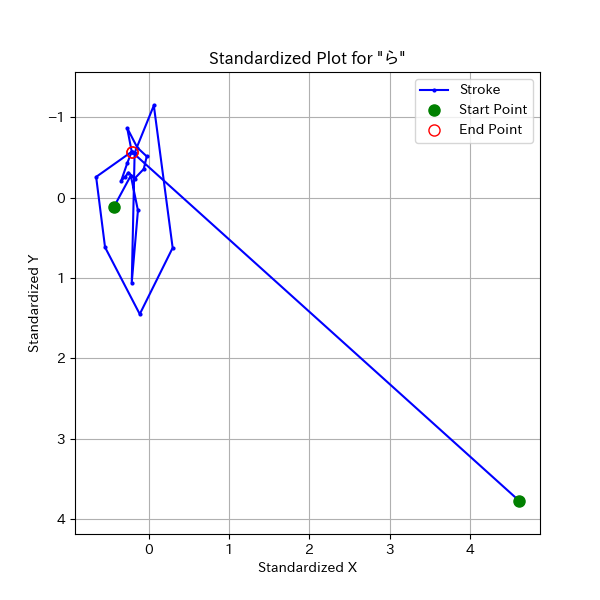 Standardized Plot for "ら"
Stroke
Start Point
End Point
−1
0
1
2
3
4
Standardized Y
0 1 2 3 4
Standardized X